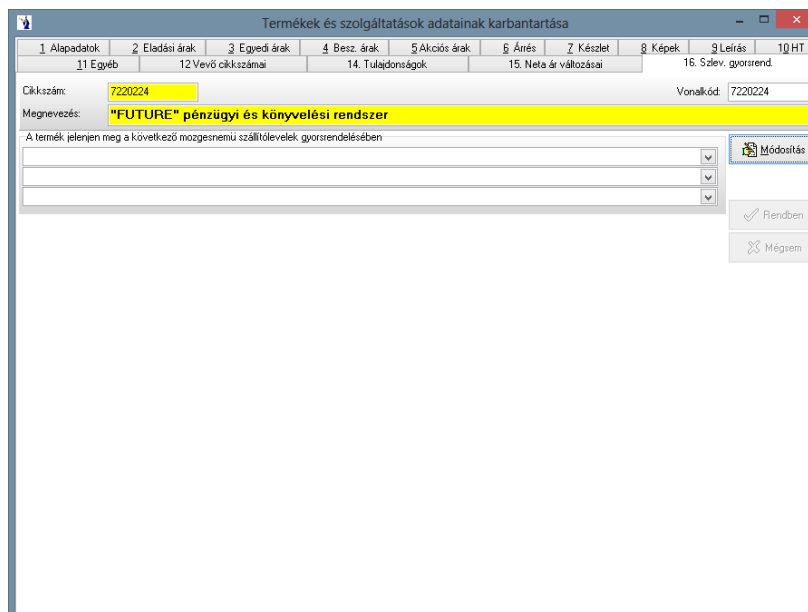 Termékek és szolgáltatások adatainak karbantartása
1 Alapadatok 2 Eladási árak 3 Egyedi árak 4 Besz. árak 5 Akciós árak 6 Árrés 7 Készlet 8 Képek 9 Leírás 10 HT
11 Egyéb 12 Vevő cikkszámai 14. Tulajdonságok 15. Neta ár változásai 16. Szlev. gyorsrend.
Cikkszám: 7220224 Vonalkód: 7220224
Megnevezés: "FUTURE" pénzügyi és könyvelési rendszer
A termék jelenjen meg a következő mozgesnemü szállítólevelek gyorsrendelésében
Módosítás
Rendben
Mégsem